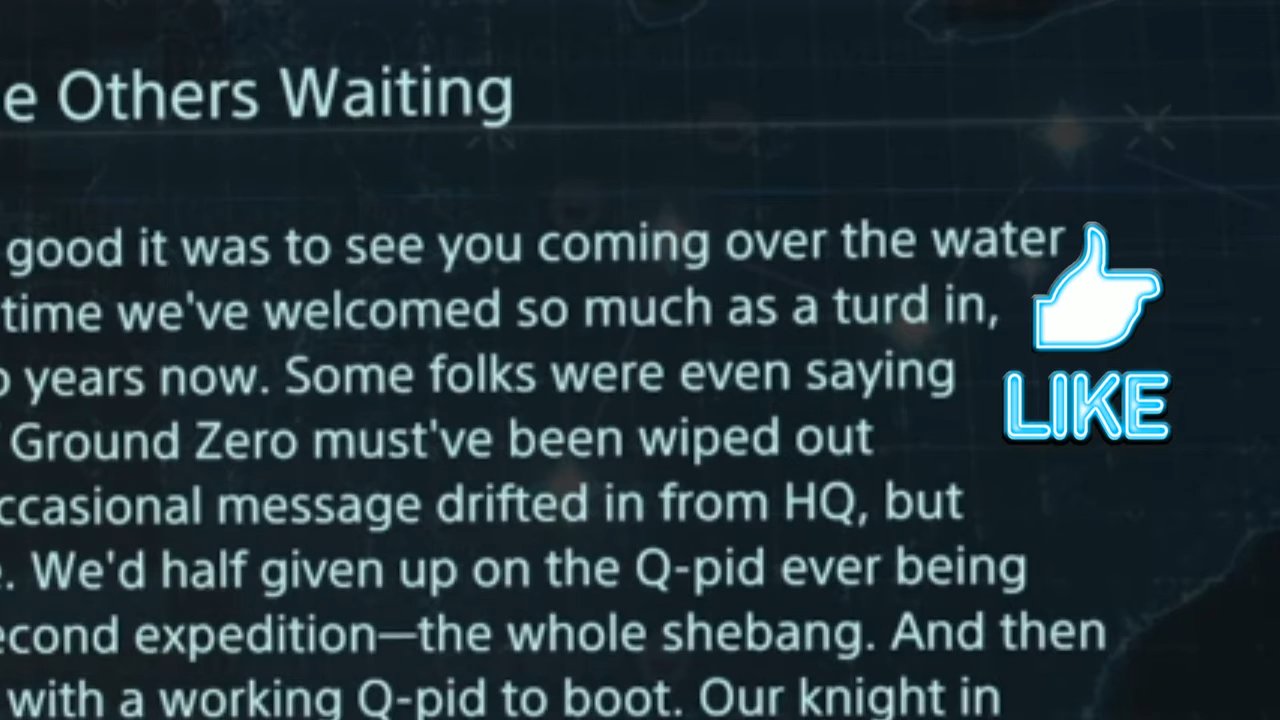 e Others Waiting
good it was to see you coming over the water
time we've welcomed so much as a turd in,
years now. Some folks were even saying
Ground Zero must've been wiped out
ccasional message drifted in from HQ, but
. We'd half given up on the Q-pid ever being
econd expedition—the whole shebang. And then
with a working Q-pid to boot. Our knight in
LIKE